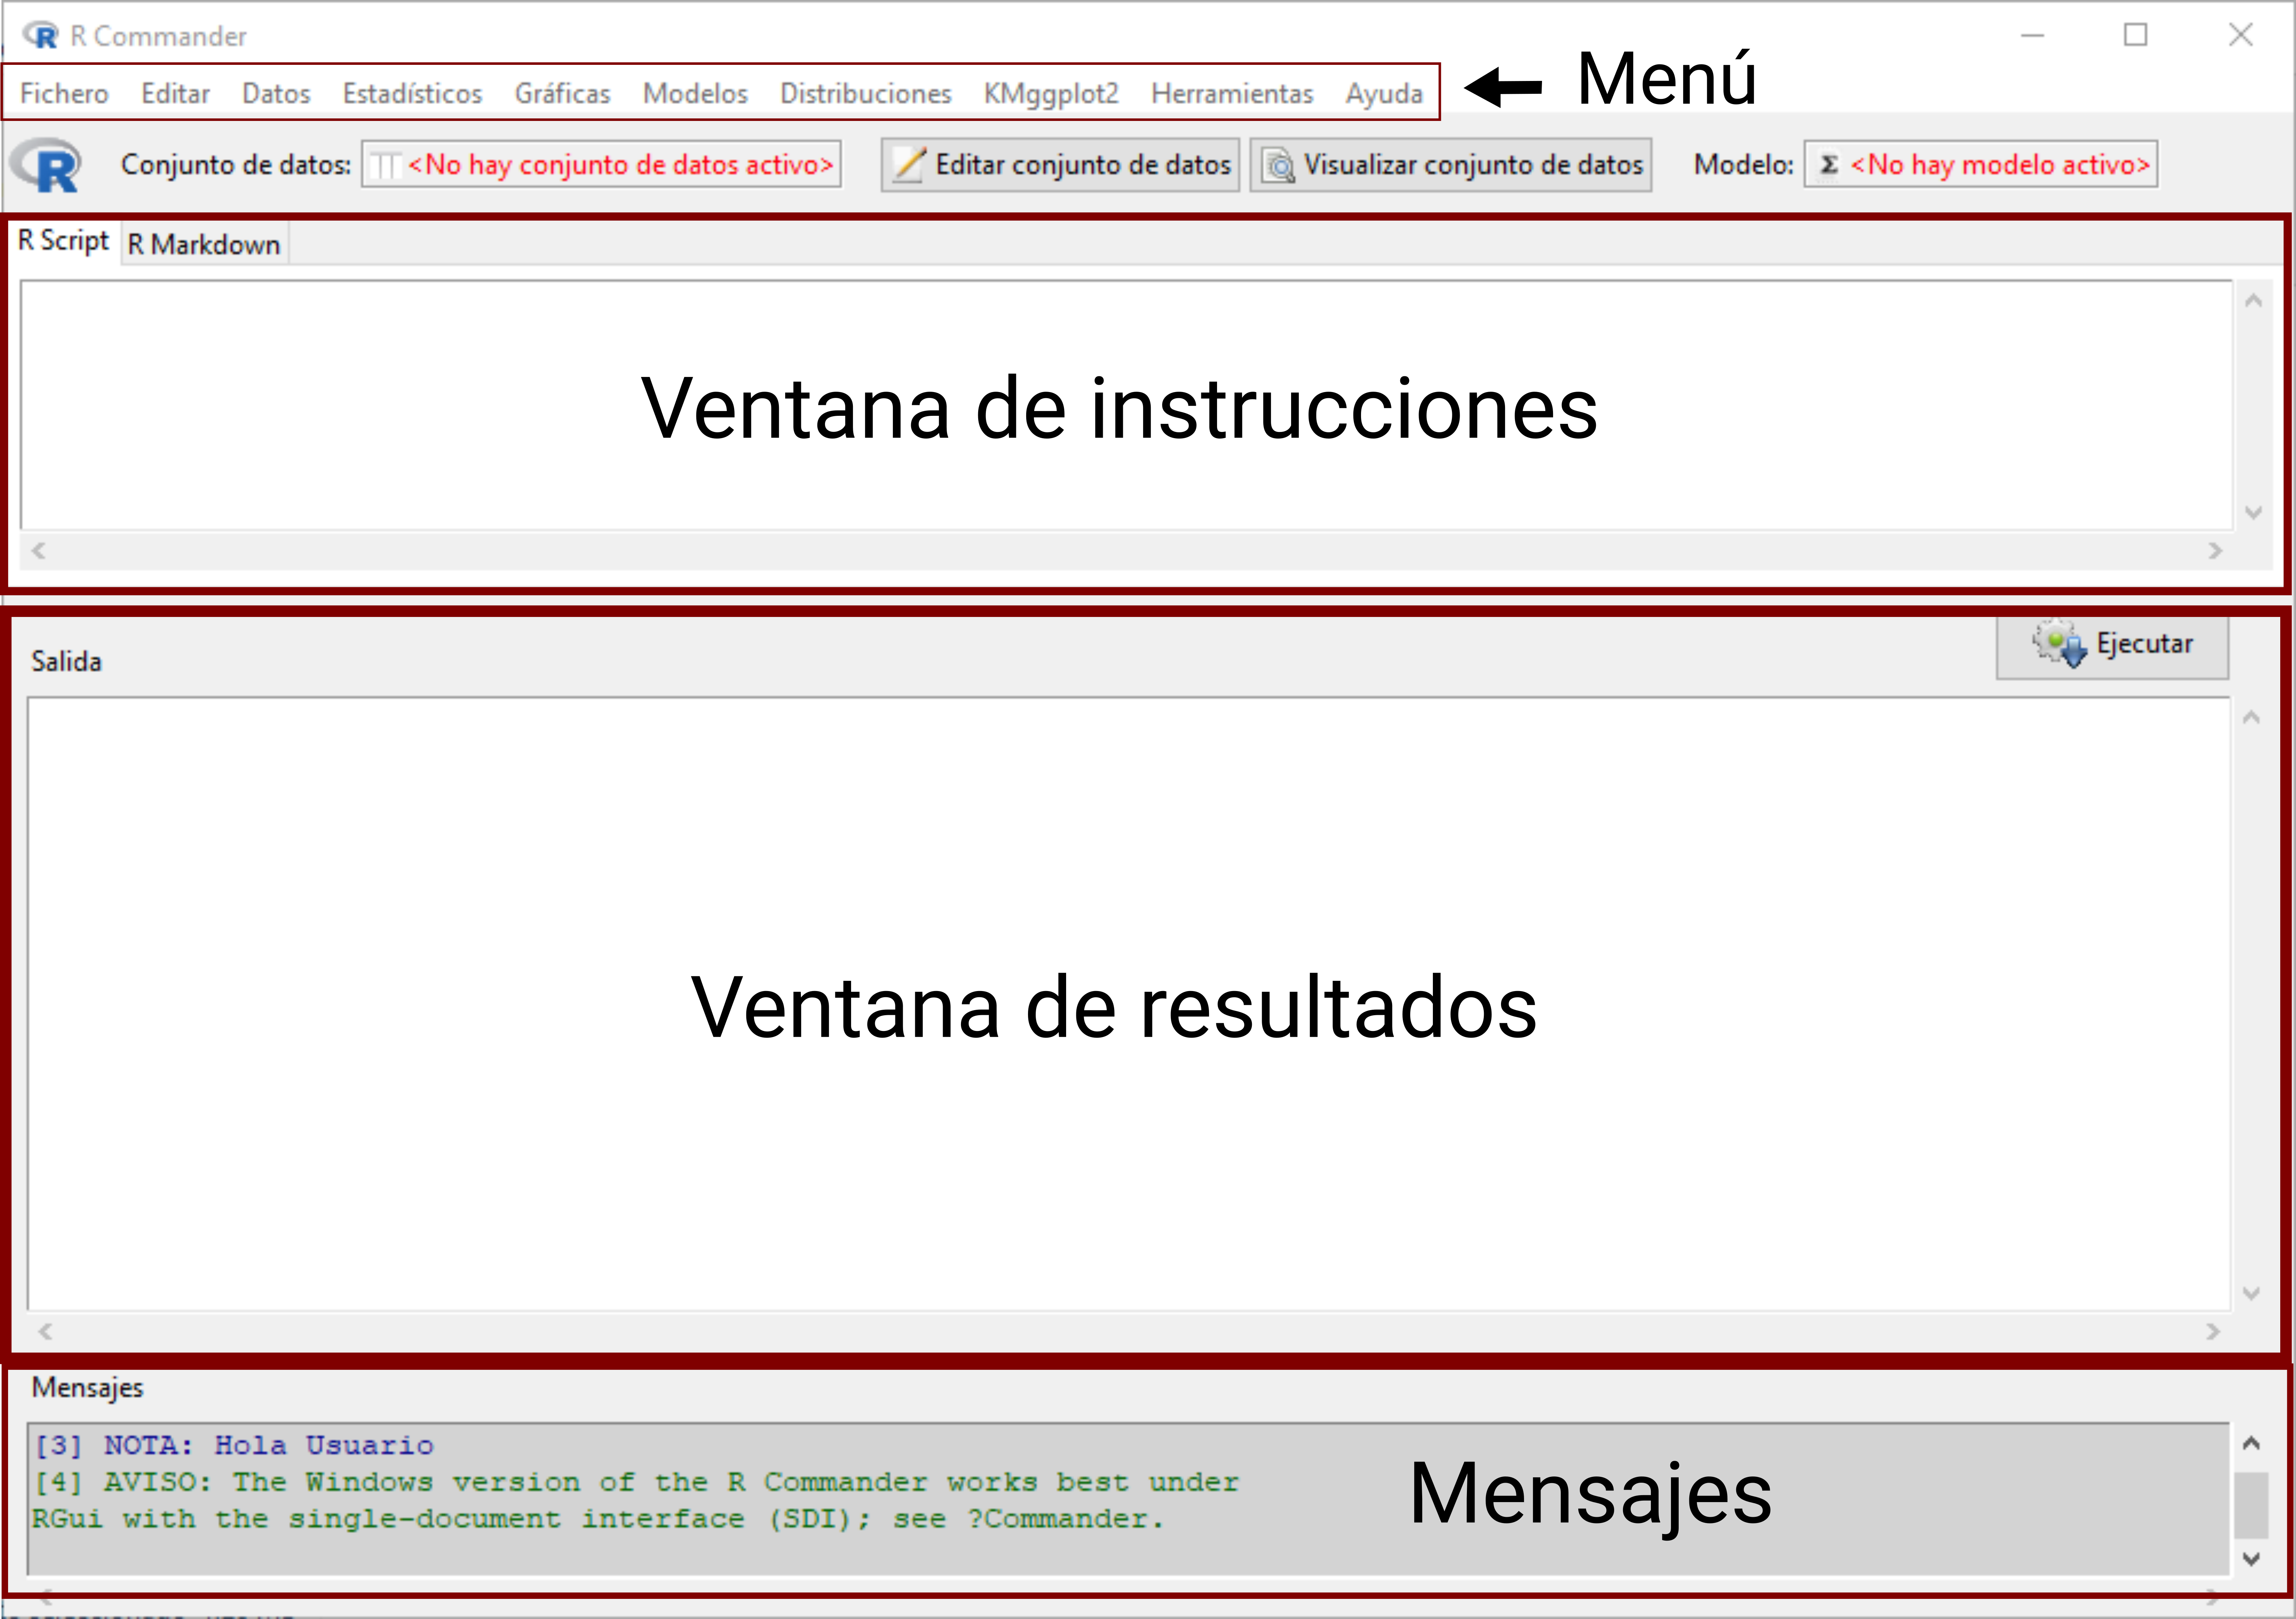 R Commander
Fichero Editar Datos Estadísticos Gráficas Modelos Distribuciones KMggplot2 Herramientas Ayuda
Menú
Conjunto de datos: <No hay conjunto de datos activo> Editar conjunto de datos Visualizar conjunto de datos Modelo: Σ <No hay modelo activo>
R Script R Markdown
Ventana de instrucciones
Salida Ejecutar
Ventana de resultados
Mensajes
[3] NOTA: Hola Usuario
[4] AVISO: The Windows version of the R Commander works best under
RGui with the single-document interface (SDI); see ?Commander.
Mensajes